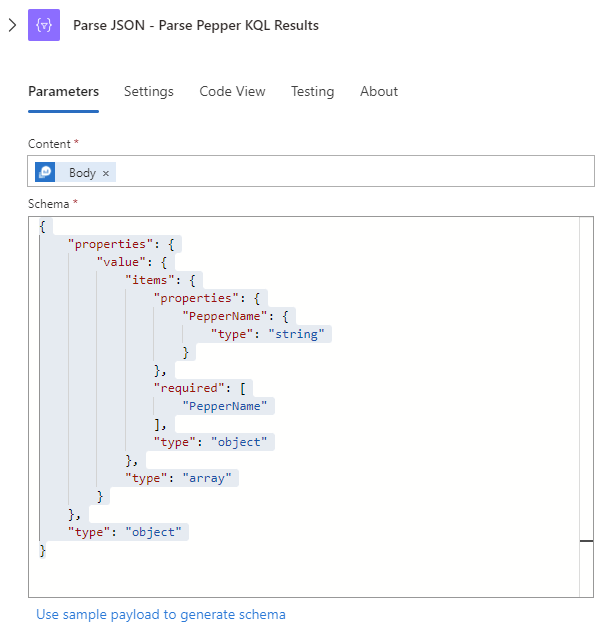 Parse JSON - Parse Pepper KQL Results
Parameters Settings Code View Testing About
Content *
Body ×
Schema *
{
"properties": {
"value": {
"items": {
"properties": {
"PepperName": {
"type": "string"
}
},
"required": [
"PepperName"
],
"type": "object"
},
"type": "array"
}
},
"type": "object"
}
Use sample payload to generate schema